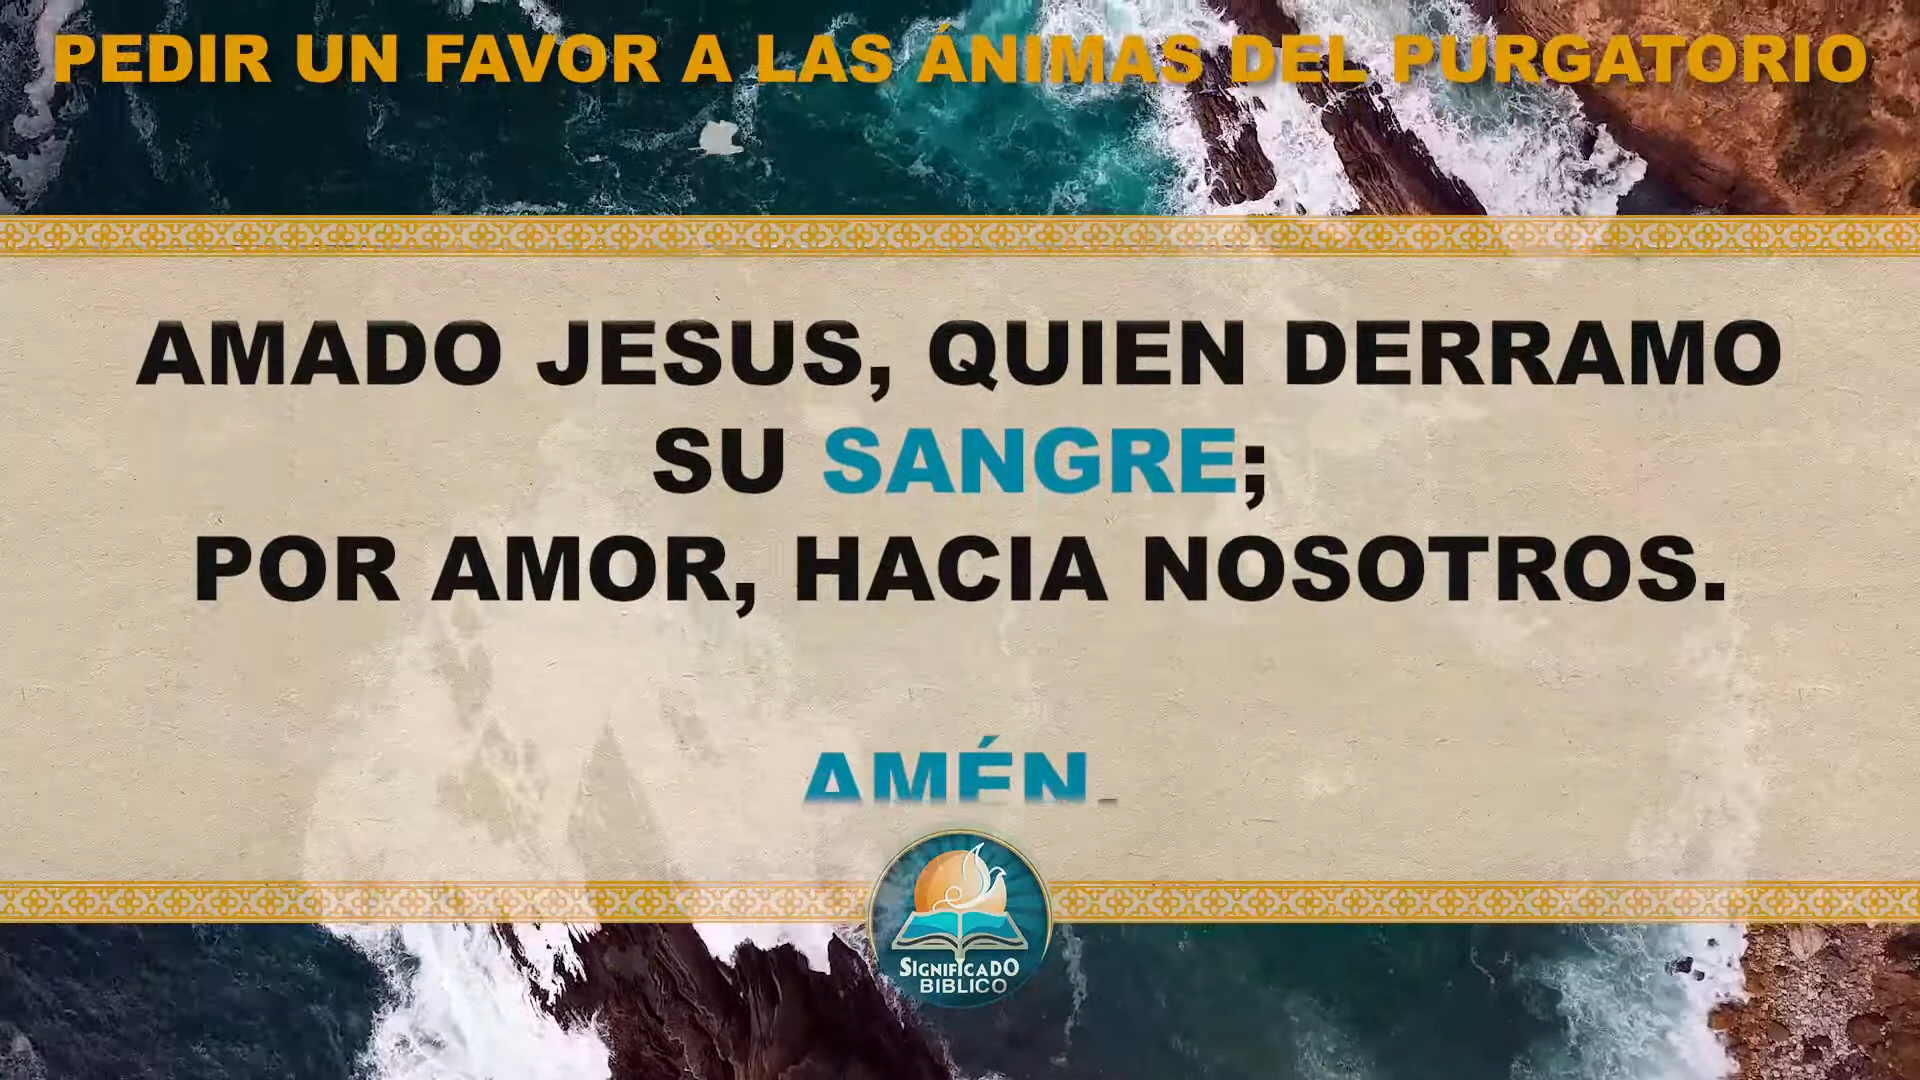 PEDIR UN FAVOR A LAS ÁNIMAS DEL PURGATORIO
AMADO JESUS, QUIEN DERRAMO
SU SANGRE;
POR AMOR, HACIA NOSOTROS.
AMÉN.
SIGNIFICADO
BIBLICO